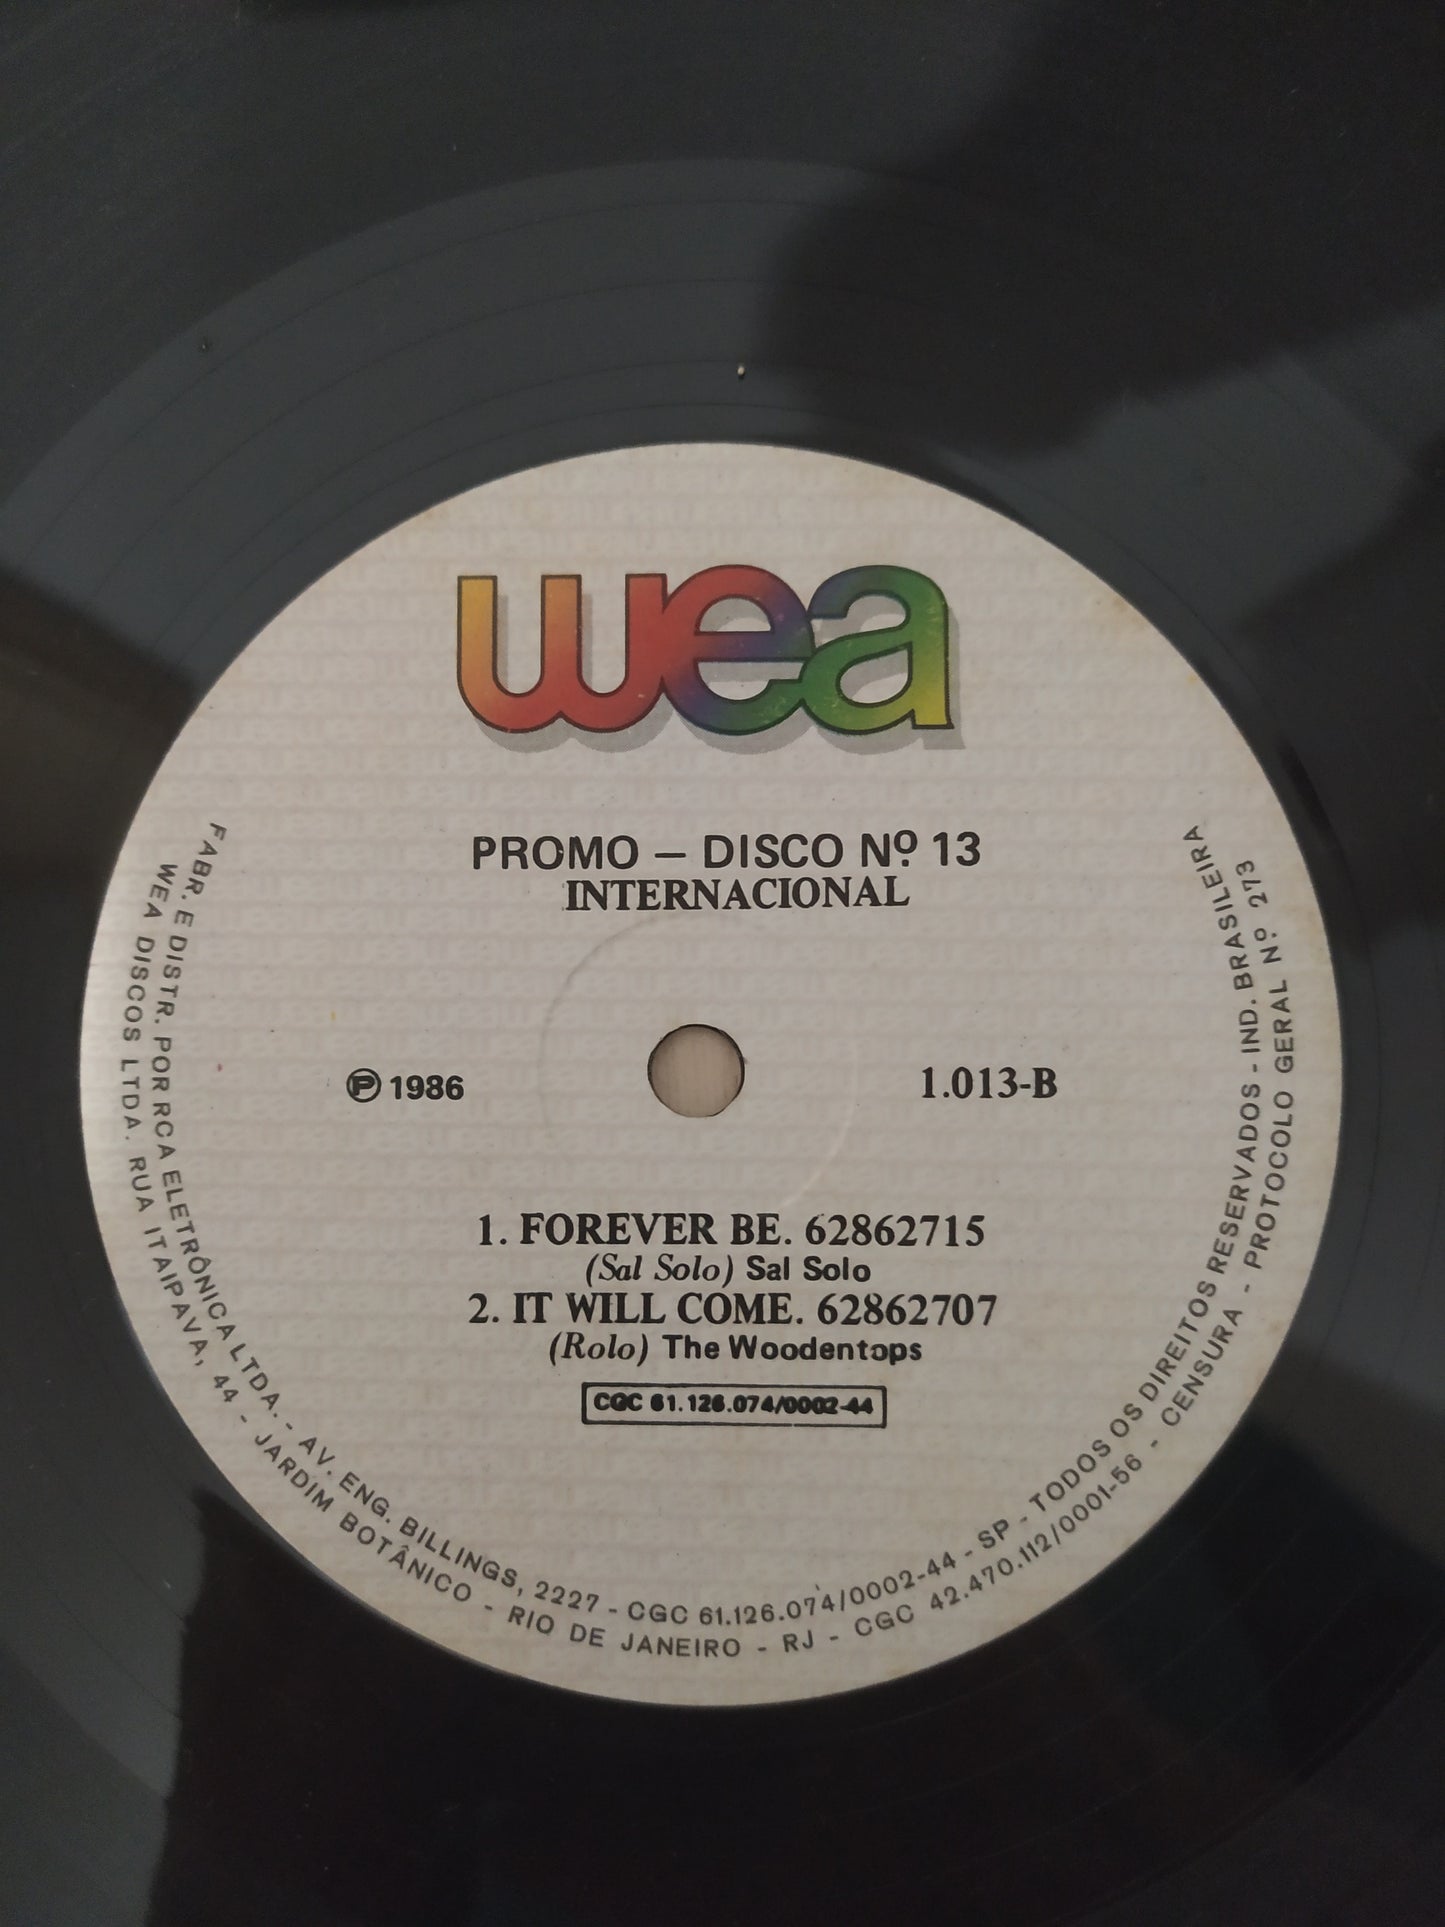 wea
PROMO – DISCO Nº 13
INTERNACIONAL
℗ 1986
1.013-B
1. FOREVER BE. 62862715
(Sal Solo) Sal Solo
2. IT WILL COME. 62862707
(Rolo) The Woodentops
CGC 61.126.074/0002-44
FABR. E DISTR. POR RCA ELETRÔNICA LTDA. - AV. ENG. BILLINGS, 2227 - CGC 61.126.074/0002-44 - SP - TODOS OS DIREITOS RESERVADOS - IND. BRASILEIRA
WEA DISCOS LTDA. RUA ITAIPAVA, 44 - JARDIM BOTÂNICO - RIO DE JANEIRO - RJ - CGC 42.470.112/0001-56 - CENSURA - PROTOCOLO GERAL Nº 273